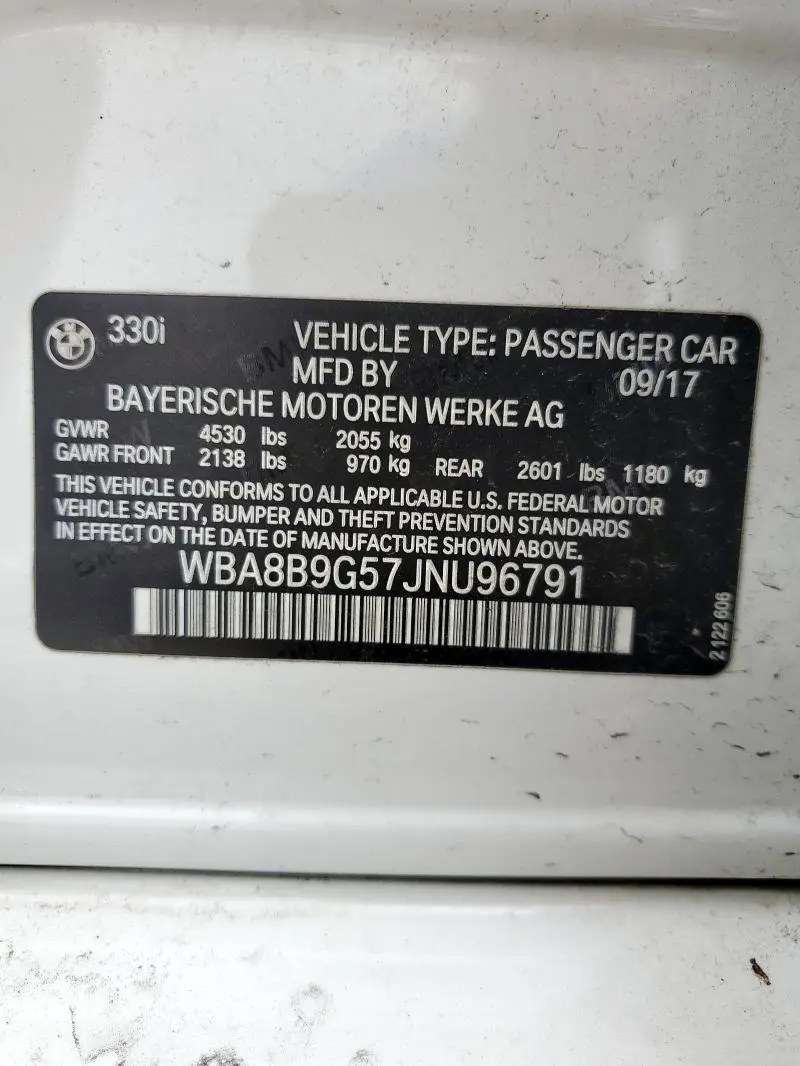 330i VEHICLE TYPE: PASSENGER CAR
MFD BY 09/17
BAYERISCHE MOTOREN WERKE AG
GVWR 4530 lbs 2055 kg
GAWR FRONT 2138 lbs 970 kg REAR 2601 lbs 1180 kg
THIS VEHICLE CONFORMS TO ALL APPLICABLE U.S. FEDERAL MOTOR
VEHICLE SAFETY, BUMPER AND THEFT PREVENTION STANDARDS
IN EFFECT ON THE DATE OF MANUFACTURE SHOWN ABOVE.
WBA8B9G57JNU96791
2 122 606